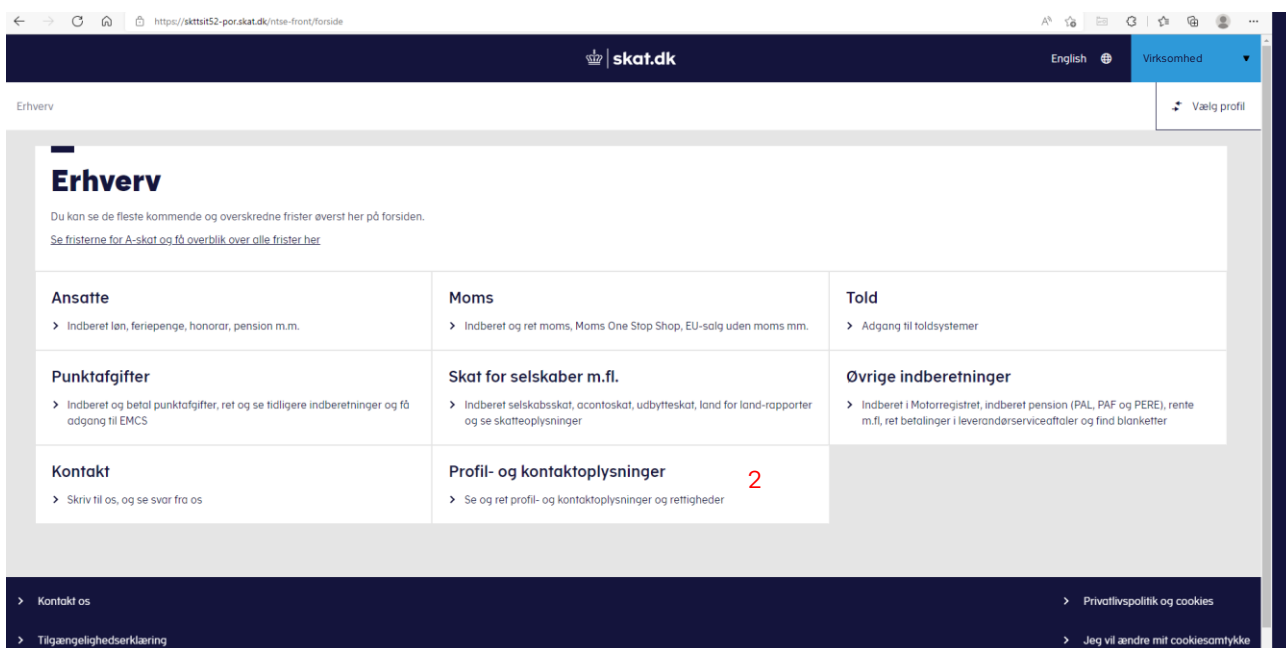 https://skttsit52-por.skat.dk/ntse-front/forside
skat.dk
English
Virksomhed
Erhverv
Vælg profil
Erhverv
Du kan se de fleste kommende og overskredne frister øverst her på forsiden.
Se fristerne for A-skat og få overblik over alle frister her
Ansatte
Indberet løn, feriepenge, honorar, pension m.m.
Moms
Indberet og ret moms, Moms One Stop Shop, EU-salg uden moms mm.
Told
Adgang til toldsystemer
Punktafgifter
Indberet og betal punktafgifter, ret og se tidligere indberetninger og få
adgang til EMCS
Skat for selskaber m.fl.
Indberet selskabsskat, acontoskat, udbytteskat, land for land-rapporter
og se skatteoplysninger
Øvrige indberetninger
Indberet i Motorregistret, indberet pension (PAL, PAF og PERE), rente
m.fl, ret betalinger i leverandørserviceaftaler og find blanketter
Kontakt
Skriv til os, og se svar fra os
Profil- og kontaktoplysninger
2
Se og ret profil- og kontaktoplysninger og rettigheder
Kontakt os
Privatlivspolitik og cookies
Tilgængelighedserklæring
Jeg vil ændre mit cookiesamtykke